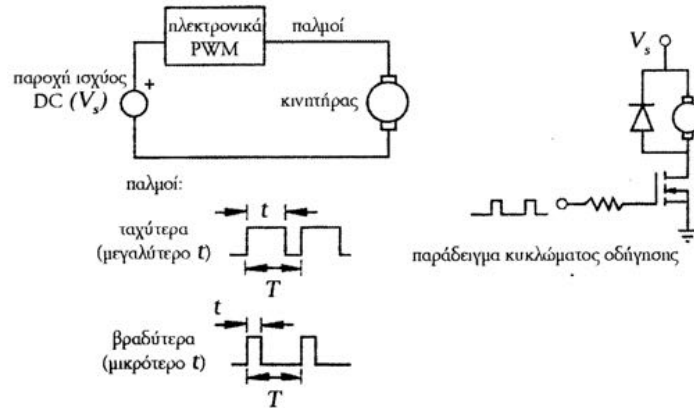 ηλεκτρονικά
PWM
παλμοί
παροχή ισχύος
DC (Vₛ)
+
κινητήρας
Vₛ
παλμοί:
ταχύτερα
(μεγαλύτερο t)
t
T
παράδειγμα κυκλώματος οδήγησης
βραδύτερα
(μικρότερο t)
t
T